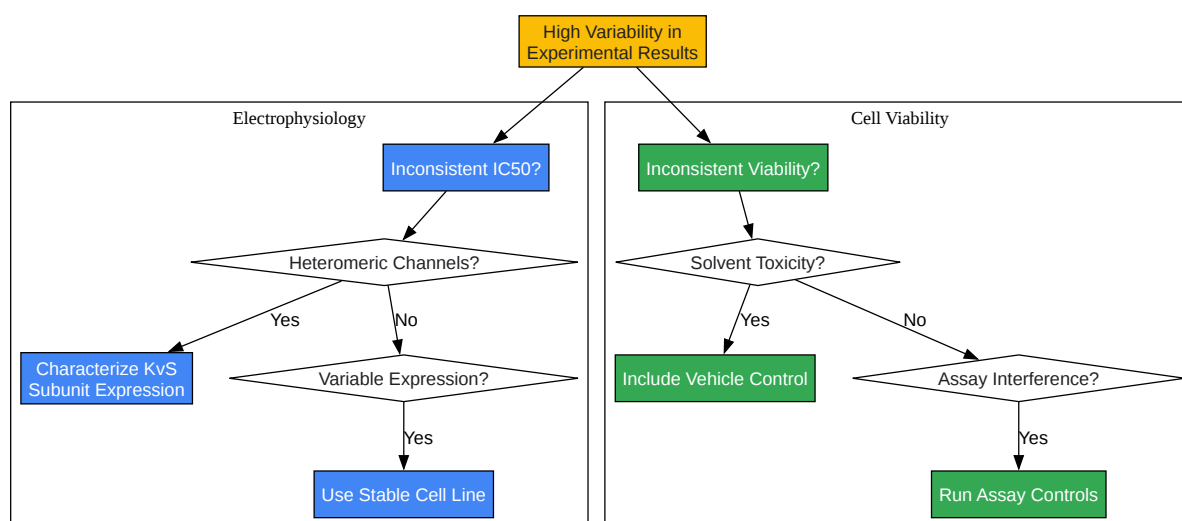 High Variability in
Experimental Results
Electrophysiology
Cell Viability
Inconsistent IC50?
Inconsistent Viability?
Heteromeric Channels?
Solvent Toxicity?
Yes
No
Yes
No
Characterize KvS
Subunit Expression
Variable Expression?
Include Vehicle Control
Assay Interference?
Yes
Yes
Use Stable Cell Line
Run Assay Controls